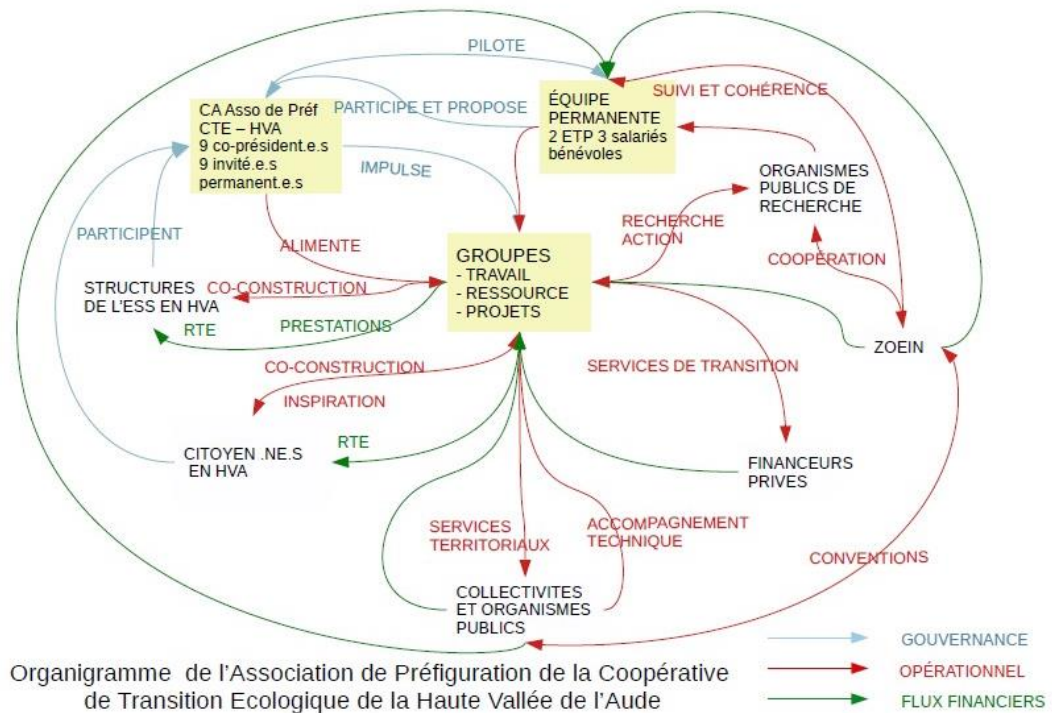 PILOTE
CA Asso de Préf
CTE – HVA
9 co-président.e.s
9 invité.e.s
permanent.e.s
PARTICIPE ET PROPOSE
ÉQUIPE
PERMANENTE
2 ETP 3 salariés
bénévoles
SUIVI ET COHÉRENCE
IMPULSE
ORGANISMES
PUBLICS DE
RECHERCHE
PARTICIPENT
ALIMENTE
GROUPES
- TRAVAIL
- RESSOURCE
- PROJETS
RECHERCHE
ACTION
COOPÉRATION
STRUCTURES
DE L'ESS EN HVA
CO-CONSTRUCTION
RTE
PRESTATIONS
ZOEIN
CO-CONSTRUCTION
INSPIRATION
SERVICES DE TRANSITION
RTE
CITOYEN .NE.S
EN HVA
FINANCEURS
PRIVES
SERVICES
TERRITORIAUX
ACCOMPAGNEMENT
TECHNIQUE
CONVENTIONS
COLLECTIVITES
ET ORGANISMES
PUBLICS
Organigramme de l'Association de Préfiguration de la Coopérative
de Transition Ecologique de la Haute Vallée de l'Aude
GOUVERNANCE
OPÉRATIONNEL
FLUX FINANCIERS